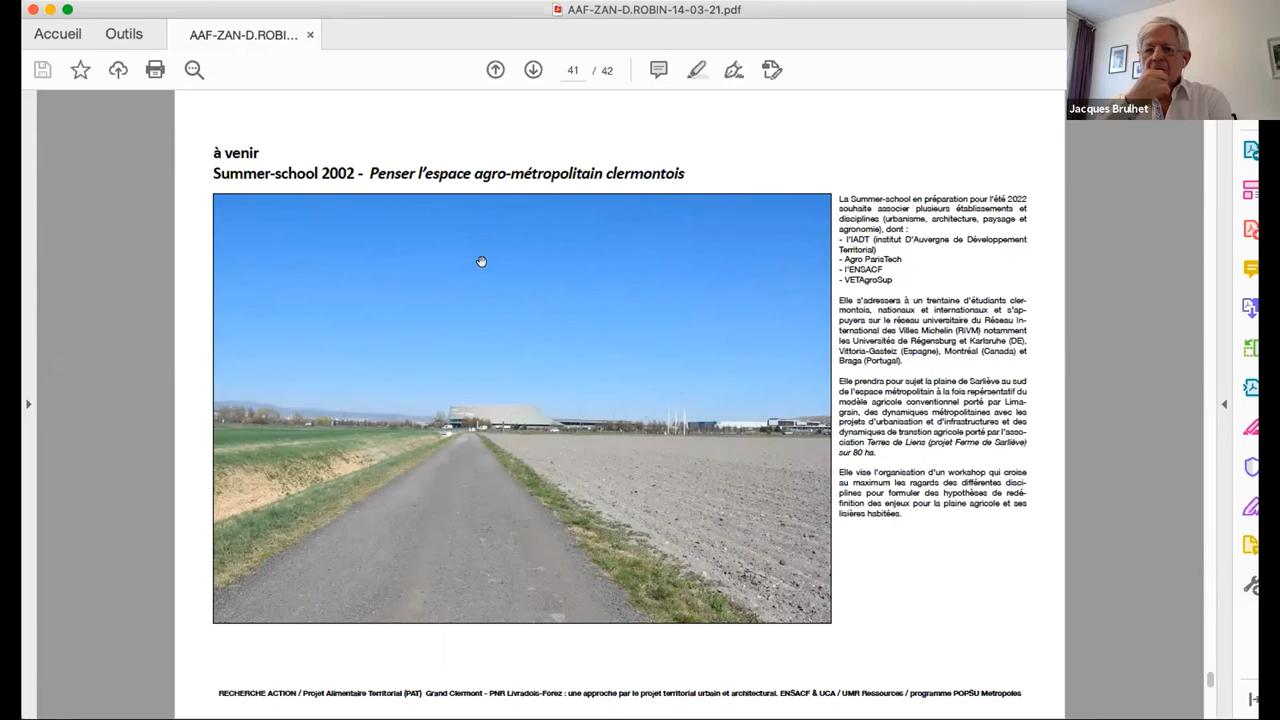 AAF-ZAN-D.ROBIN-14-03-21.pdf
Accueil
Outils
AAF-ZAN-D.ROBI...
41 / 42
Jacques Brulhet
à venir
Summer-school 2002 - Penser l'espace agro-métropolitain clermontois
La Summer-school en préparation pour l'été 2022
souhaite associer plusieurs établissements et
disciplines (urbanisme, architecture, paysage et
agronomie), dont :
- l'IADT (institut D'Auvergne de Développement
Territorial)
- Agro ParisTech
- l'ENSACF
- VETAgroSup
Elle s'adressera à un trentaine d'étudiants cler-
montois, nationaux et internationaux et s'ap-
puyera sur le réseau universitaire du Réseau In-
ternational des Villes Michelin (RIVM) notamment
les Universités de Régensburg et Karlsruhe (DE),
Vittoria-Gasteiz (Espagne), Montréal (Canada) et
Braga (Portugal).
Elle prendra pour sujet la plaine de Sarliève au sud
de l'espace métropolitain à la fois reprsésentatif du
modèle agricole conventionnel porté par Lima-
grain, des dynamiques métropolitaines avec les
projets d'urbanisation et d'infrastructures et des
dynamiques de transtion agricole porté par l'asso-
ciation Terres de Liens (projet Ferme de Sarliève)
sur 80 ha.
Elle vise l'organisation d'un workshop qui croise
au maximum les ragards des différentes disci-
plines pour formuler des hypothèses de redé-
finition des enjeux pour la plaine agricole et ses
lisières habitées.
RECHERCHE ACTION / Projet Alimentaire Territorial (PAT) Grand Clermont - PNR Livradois-Forez : une approche par le projet territorial urbain et architectural. ENSACF & UCA / UMR Ressources / programme POPSU Metropoles